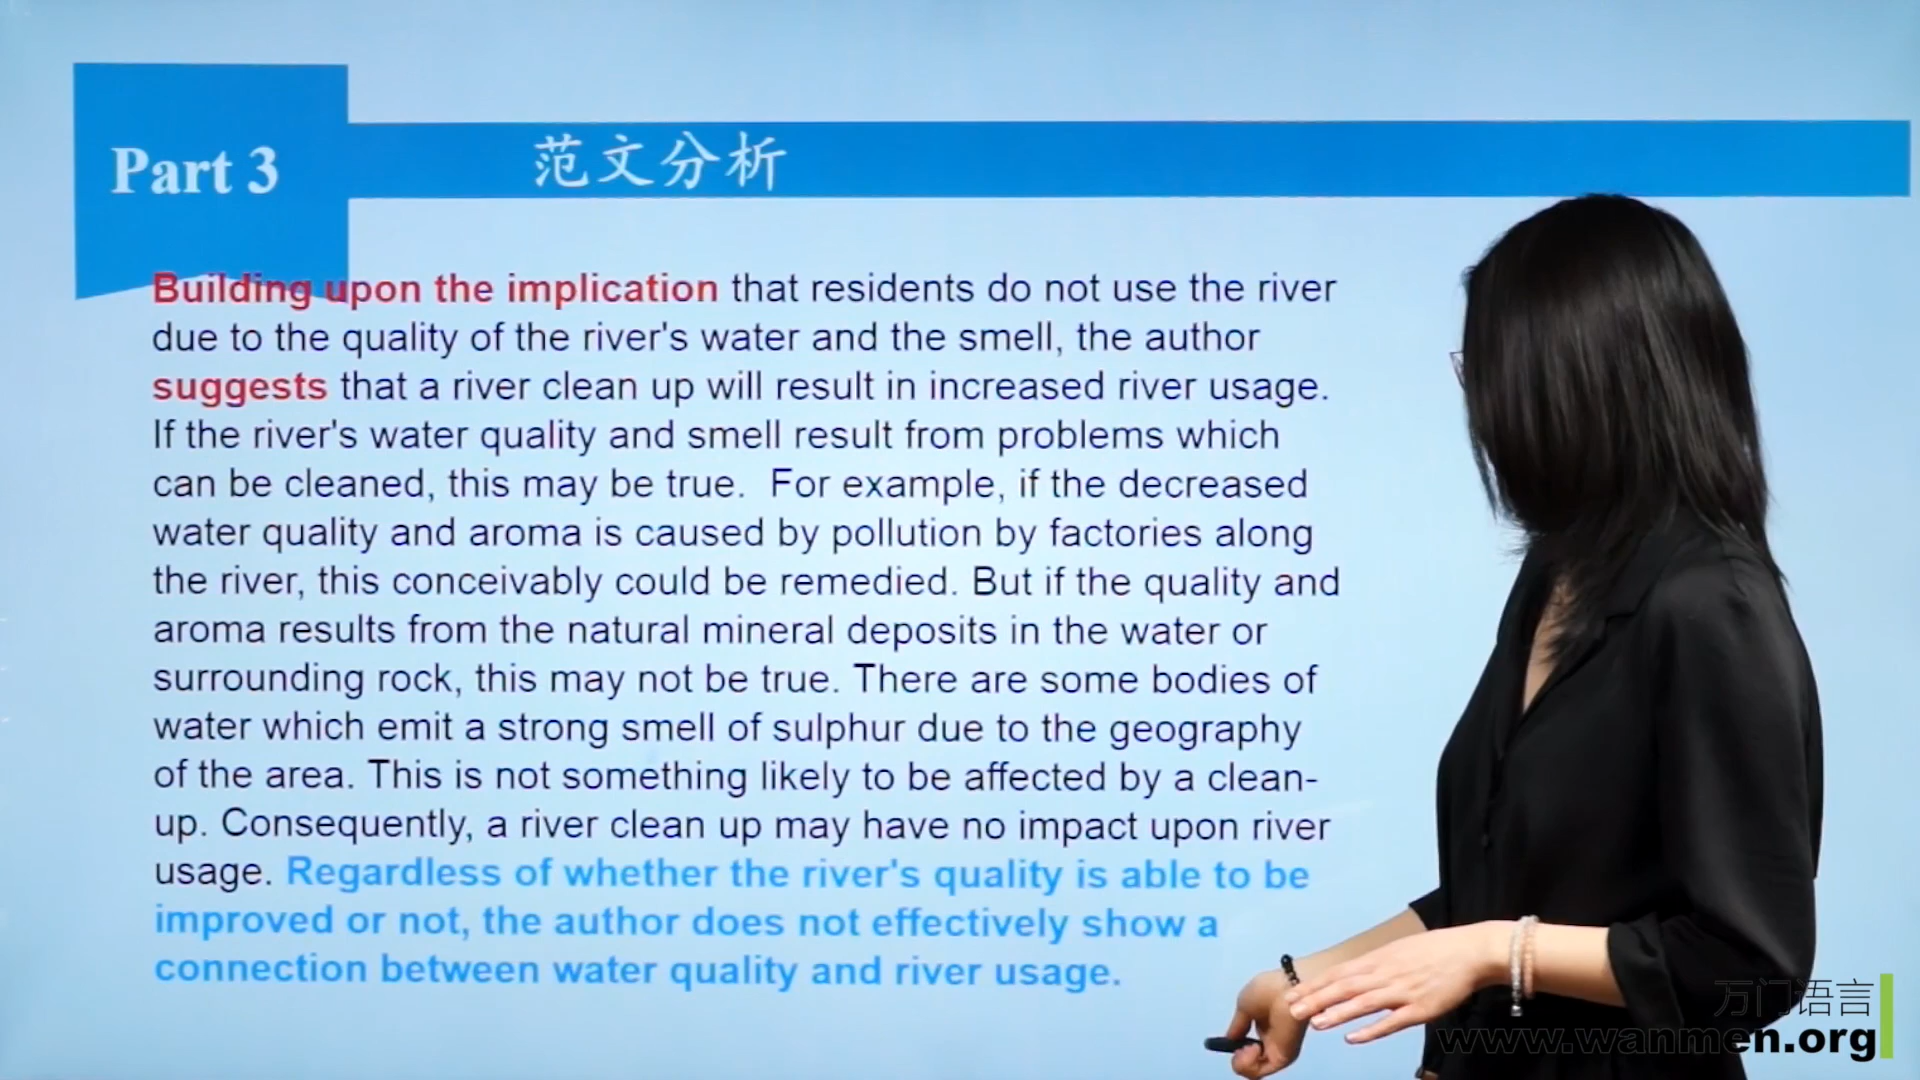 Part 3
范文分析
Building upon the implication that residents do not use the river
due to the quality of the river's water and the smell, the author
suggests that a river clean up will result in increased river usage.
If the river's water quality and smell result from problems which
can be cleaned, this may be true.  For example, if the decreased
water quality and aroma is caused by pollution by factories along
the river, this conceivably could be remedied. But if the quality and
aroma results from the natural mineral deposits in the water or
surrounding rock, this may not be true. There are some bodies of
water which emit a strong smell of sulphur due to the geography
of the area. This is not something likely to be affected by a clean-
up. Consequently, a river clean up may have no impact upon river
usage. Regardless of whether the river's quality is able to be
improved or not, the author does not effectively show a
connection between water quality and river usage.
万门语言
www.wanmen.org